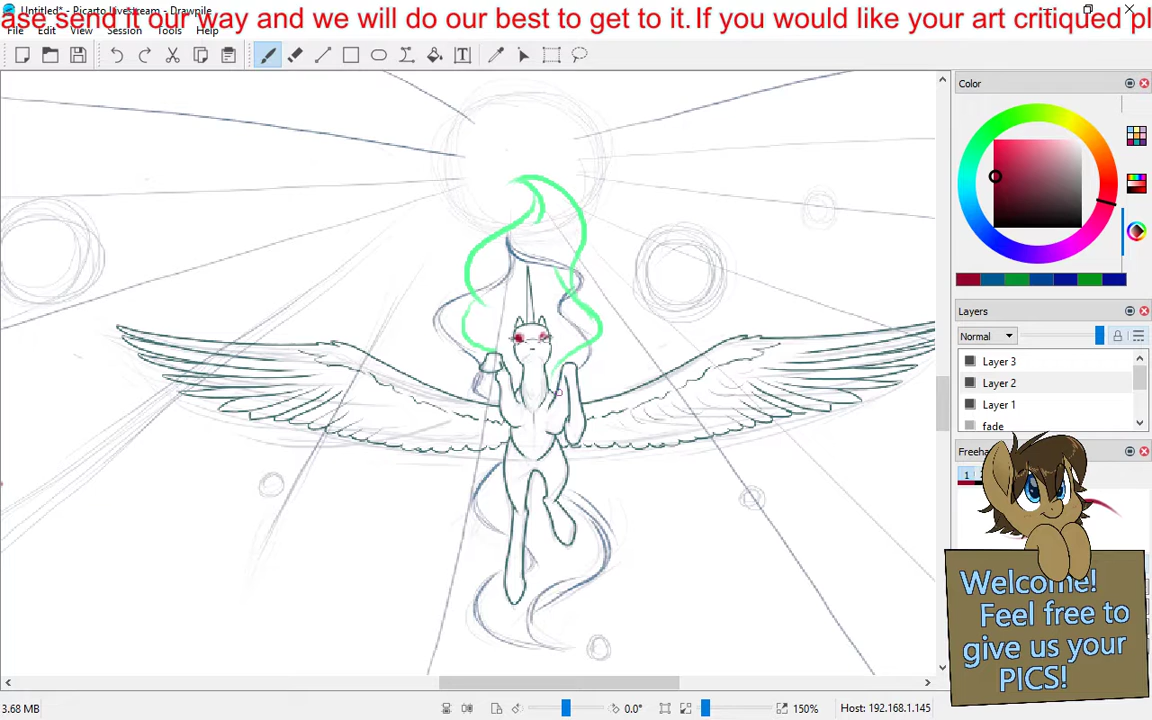 Untitled* - Picarto livestream - Drawpile
ase send it our way and we will do our best to get to it. If you would like your art critiqued pl
File Edit View Layers Session Tools Help
Color
Layers
Normal
Layer 3
Layer 2
Layer 1
fade
Freeha
1
Welcome!
Feel free to
give us your
PICS!
3.68 MB
0.0°
150%
Host: 192.168.1.145